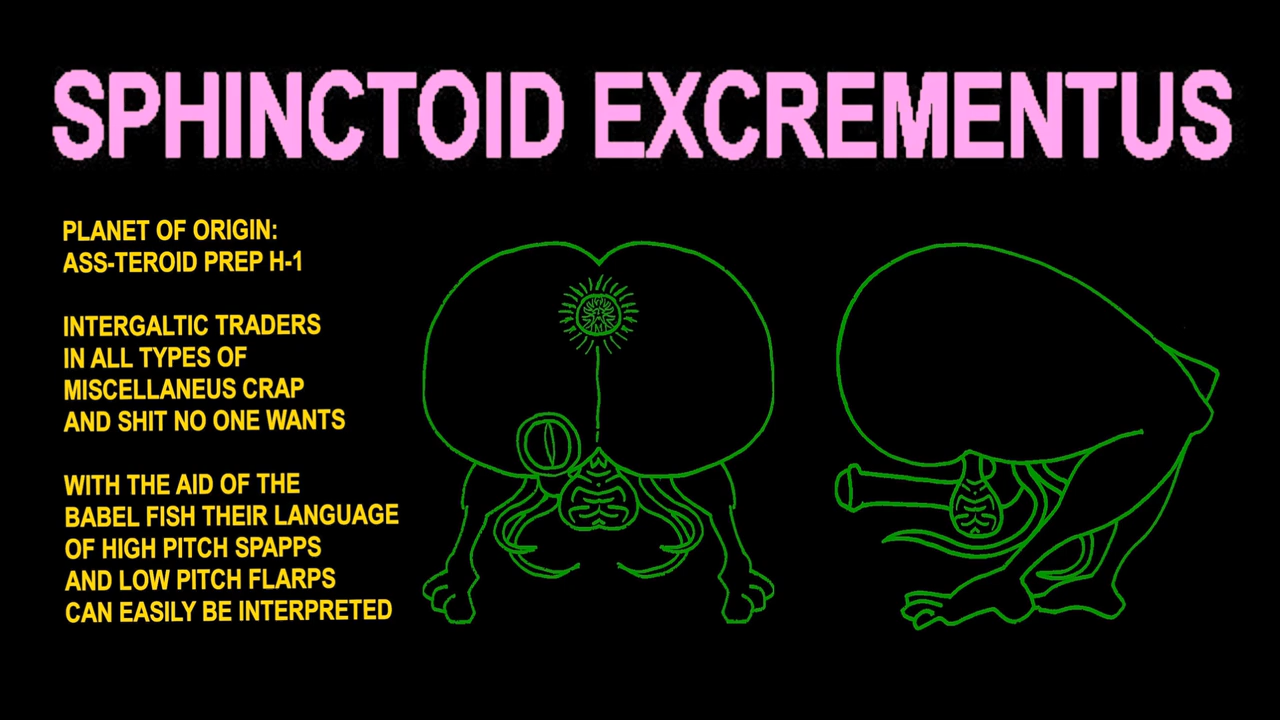 SPHINCTOID EXCREMENTUS
PLANET OF ORIGIN:
ASS-TEROID PREP H-1
INTERGALTIC TRADERS
IN ALL TYPES OF
MISCELLANEUS CRAP
AND SHIT NO ONE WANTS
WITH THE AID OF THE
BABEL FISH THEIR LANGUAGE
OF HIGH PITCH SPAPPS
AND LOW PITCH FLARPS
CAN EASILY BE INTERPRETED